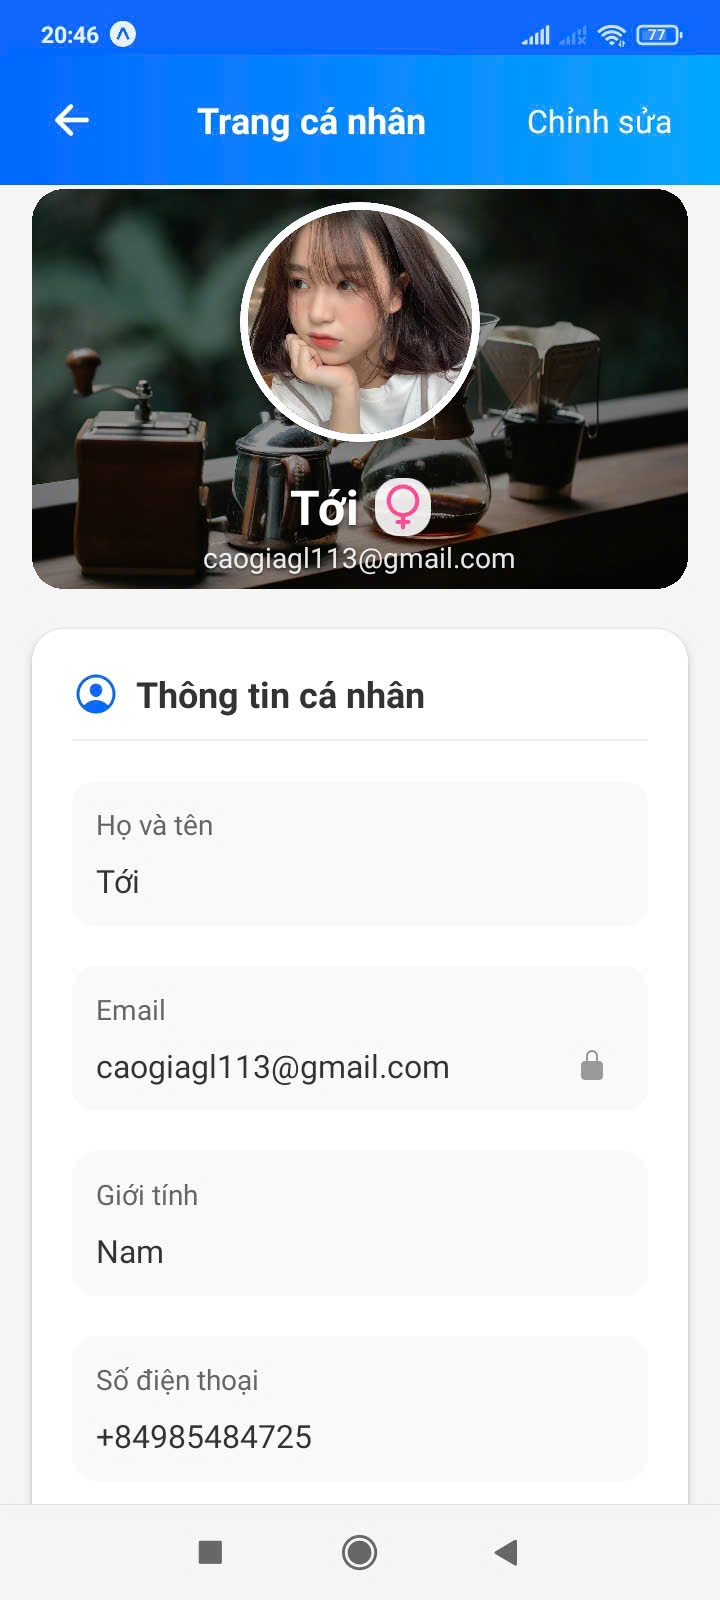 20:46
77
Trang cá nhân
Chỉnh sửa
Tới
caogiagl113@gmail.com
Thông tin cá nhân
Họ và tên
Tới
Email
caogiagl113@gmail.com
Giới tính
Nam
Số điện thoại
+84985484725